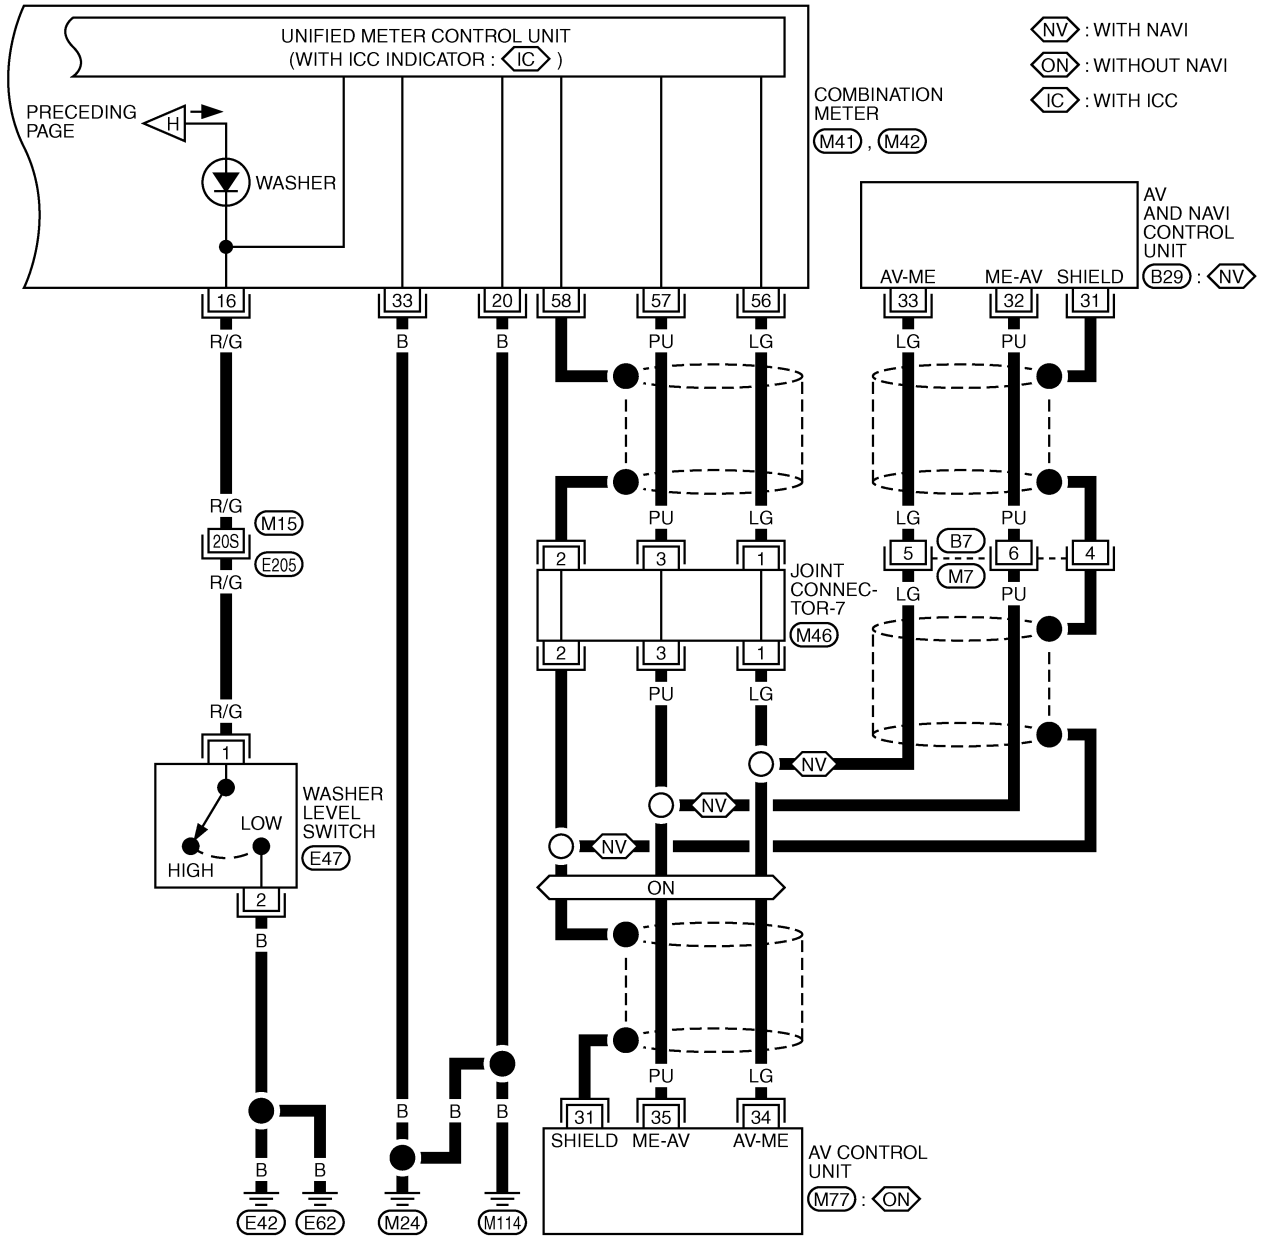 UNIFIED METER CONTROL UNIT
(WITH ICC INDICATOR : IC )
NV : WITH NAVI
ON : WITHOUT NAVI
IC : WITH ICC
PRECEDING
PAGE
H
WASHER
COMBINATION
METER
M41 , M42
AV
AND NAVI
CONTROL
UNIT
B29 : NV
AV-ME ME-AV SHIELD
16 33 20 58 57 56 33 32 31
R/G B B PU LG LG PU
R/G PU LG LG PU
M15
20S
E205
R/G
2 3 1
5 B7 6 4
M7
LG PU
JOINT
CONNEC-
TOR-7
M46
2 3 1
PU LG
R/G
1
NV
NV
NV
WASHER
LEVEL
SWITCH
E47
LOW
HIGH
2
ON
B
PU LG
B B B
31 35 34
SHIELD ME-AV AV-ME
AV CONTROL
UNIT
M77 : ON
B B
E42 E62 M24 M114